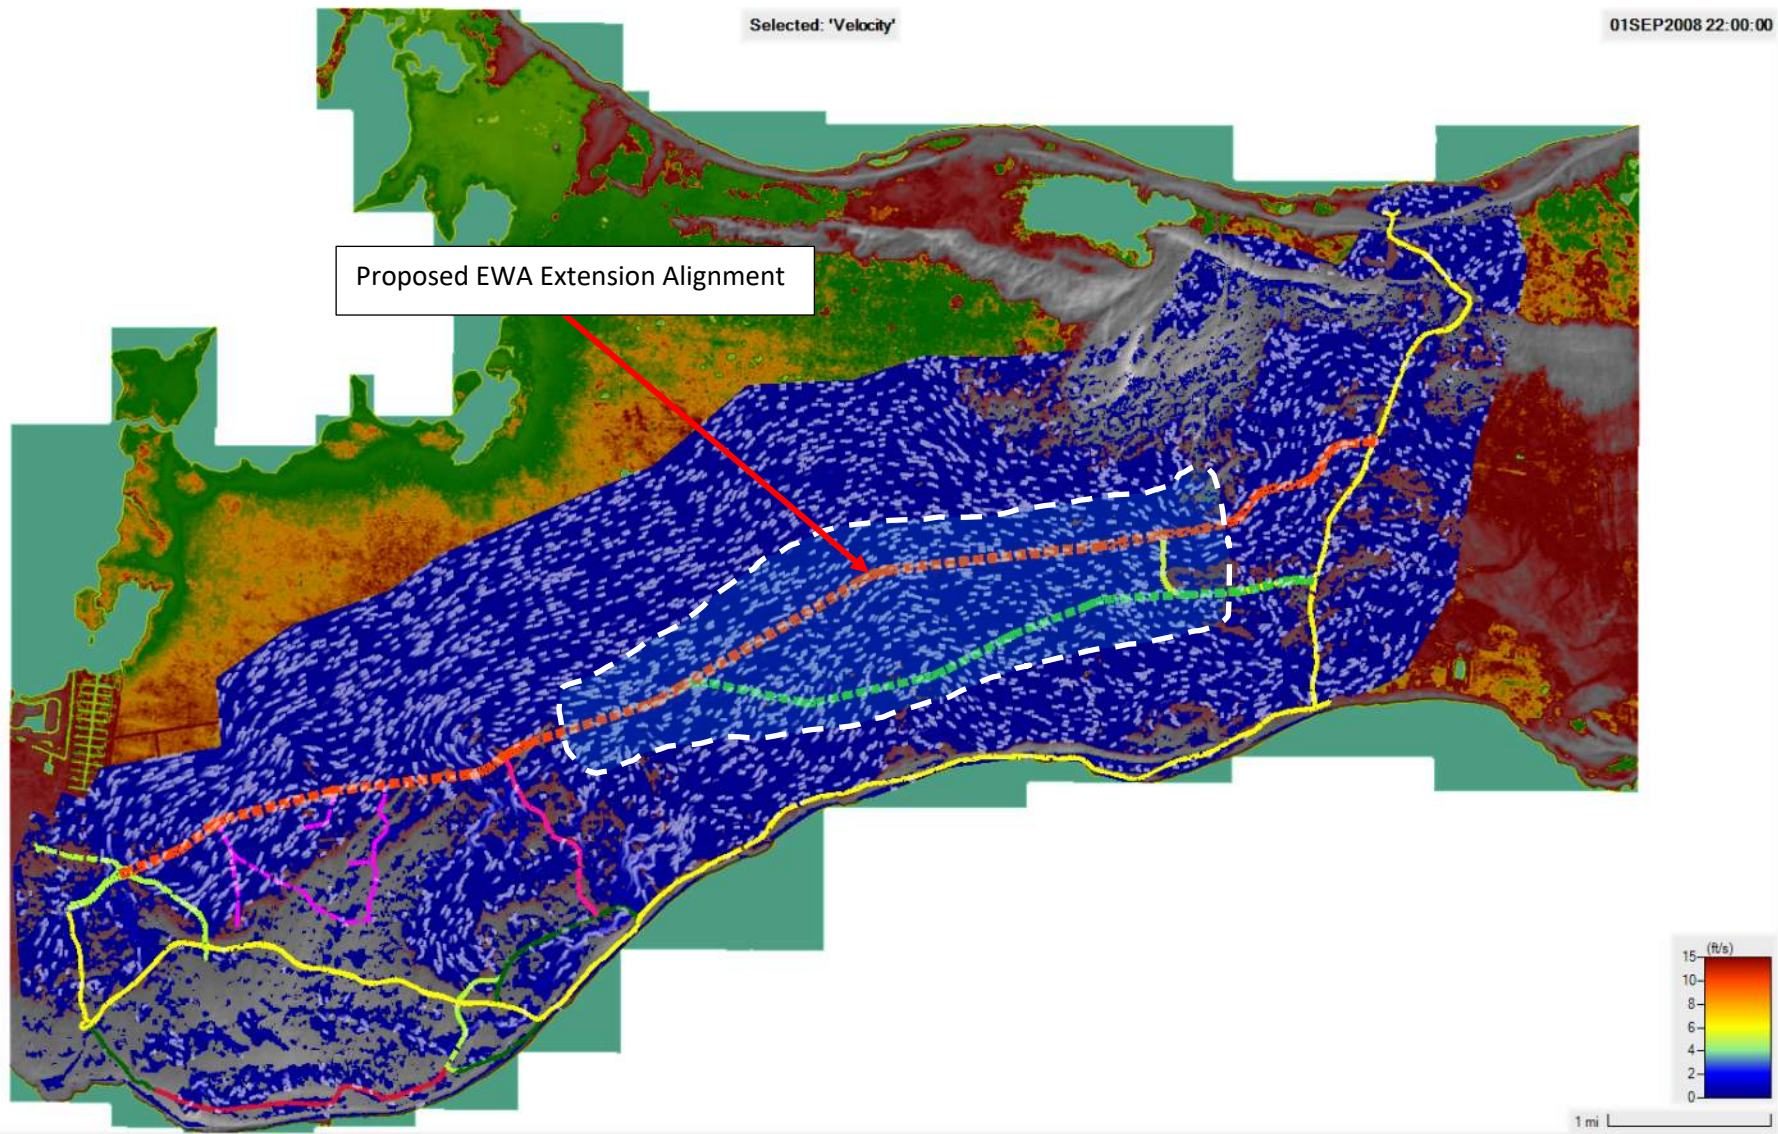 Selected: 'Velocity'
01SEP2008 22:00:00
Proposed EWA Extension Alignment
(ft/s)
15
10
8
6
4
2
0
1 mi